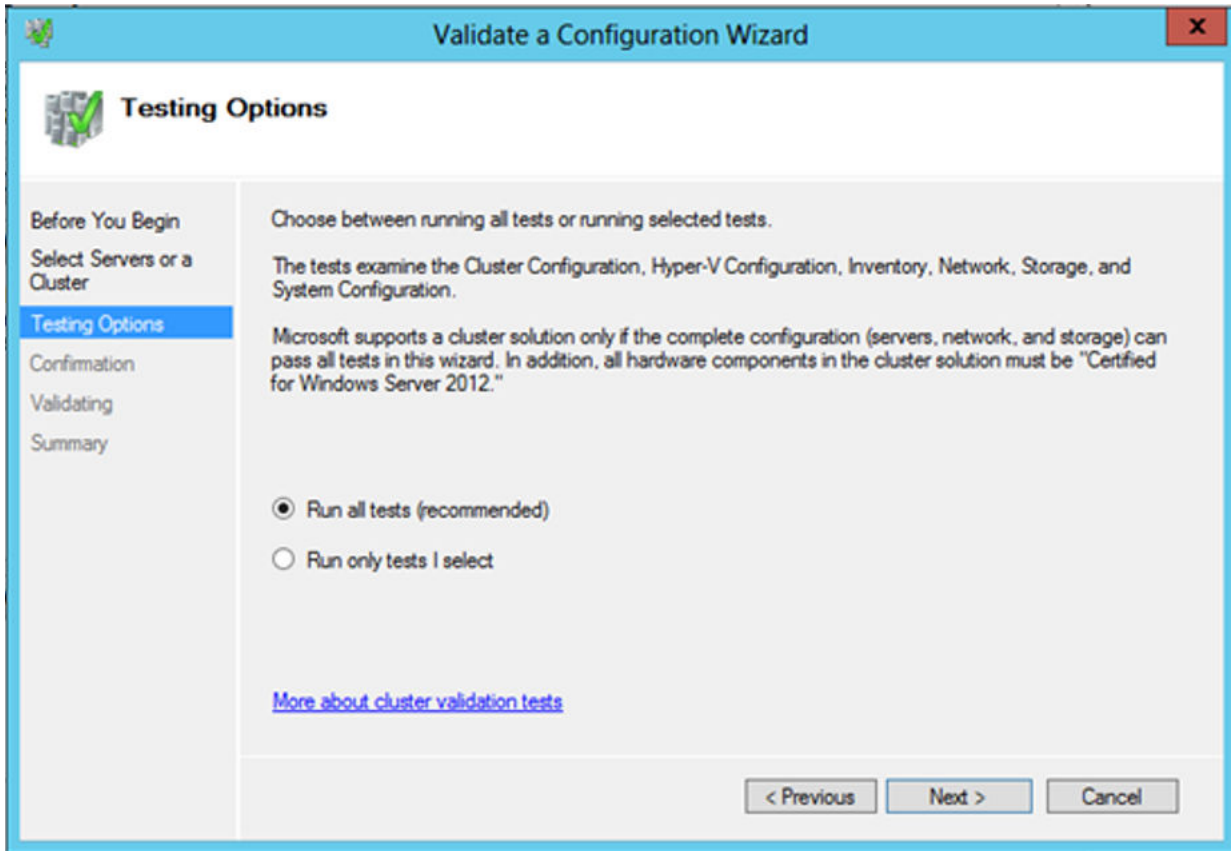 Validate a Configuration Wizard
x
Testing Options
Before You Begin
Select Servers or a
Cluster
Testing Options
Confirmation
Validating
Summary
Choose between running all tests or running selected tests.
The tests examine the Cluster Configuration, Hyper-V Configuration, Inventory, Network, Storage, and
System Configuration.
Microsoft supports a cluster solution only if the complete configuration (servers, network, and storage) can
pass all tests in this wizard. In addition, all hardware components in the cluster solution must be "Certified
for Windows Server 2012."
Run all tests (recommended)
Run only tests I select
More about cluster validation tests
< Previous
Next >
Cancel